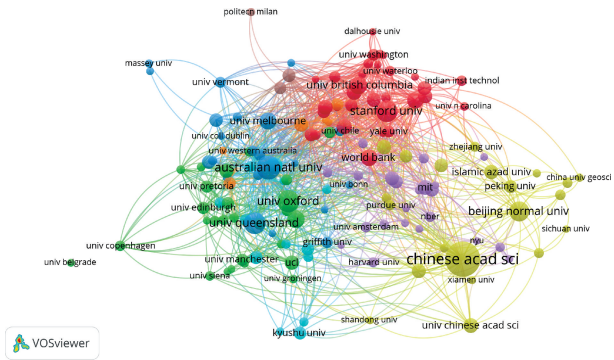 politecn milan
dalhousie univ
univ washington
massey univ
univ waterloo
univ vermont
univ british columbia
indian inst technol
stanford univ
univ n carolina
univ melbourne
univ coll dublin
univ chile
yale univ
zhejiang univ
univ western australia
world bank
australian natl univ
islamic azad univ
china univ geosci
univ pretoria
univ bonn
mit
peking univ
univ oxford
purdue univ
univ edinburgh
nber
beijing normal univ
univ queensland
univ amsterdam
sichuan univ
univ copenhagen
griffith univ
nyu
univ belgrade
univ manchester
ucl
harvard univ
chinese acad sci
univ siena
univ groningen
xiamen univ
shandong univ
kyushu univ
univ chinese acad sci
VOSviewer